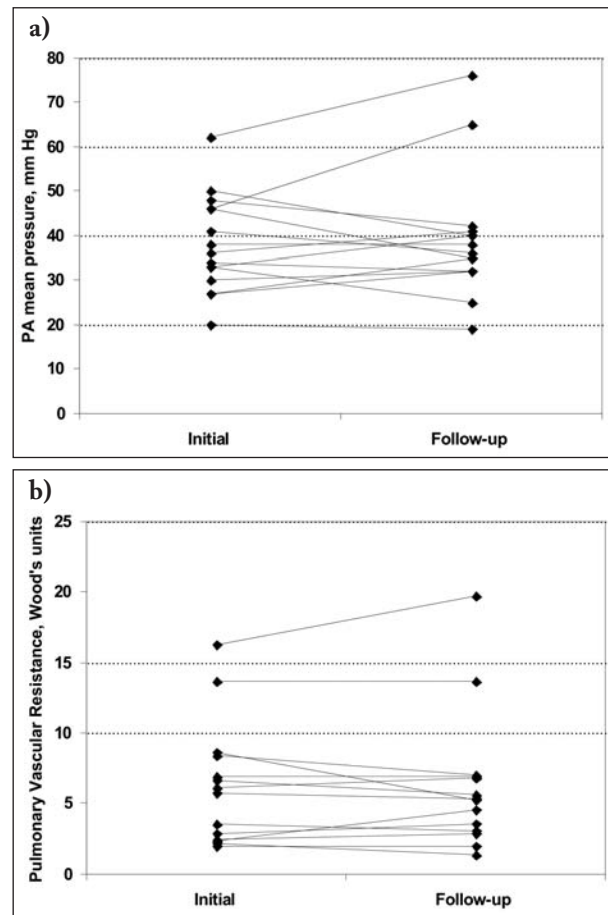 a)
PA mean pressure, mm Hg
80
70
60
50
40
30
20
10
0
Initial
Follow-up
b)
Pulmonary Vascular Resistance, Wood's units
25
20
15
10
5
0
Initial
Follow-up